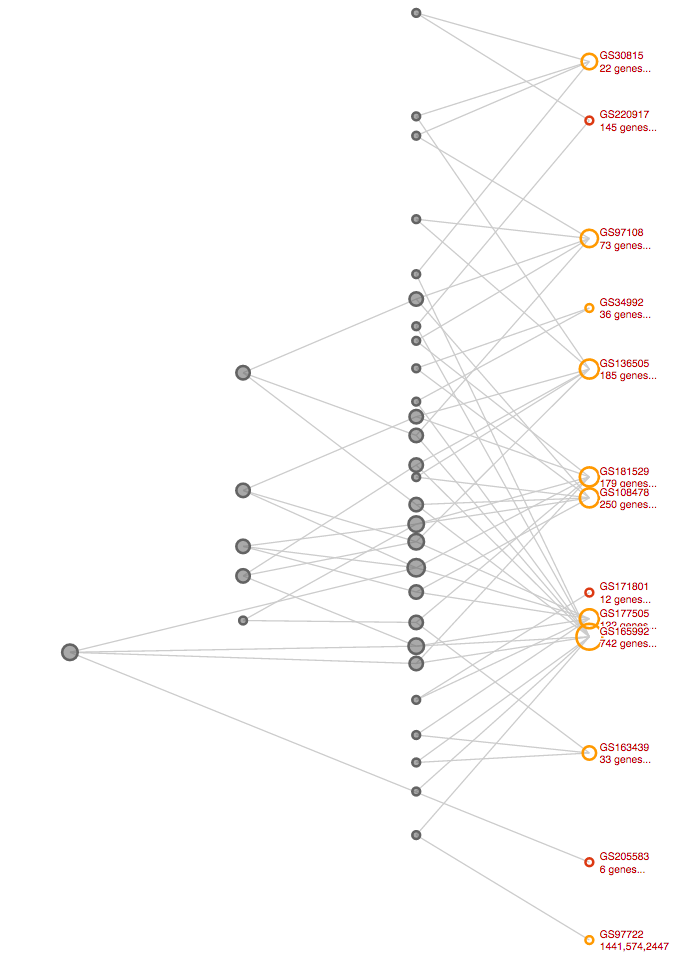 GS30815
22 genes...
GS220917
145 genes...
GS97108
73 genes...
GS34992
36 genes...
GS136505
185 genes...
GS181529
179 genes...
GS108478
250 genes...
GS171801
12 genes...
GS177505
GS165992
742 genes...
GS163439
33 genes...
GS205583
6 genes...
GS97722
1441,574,2447